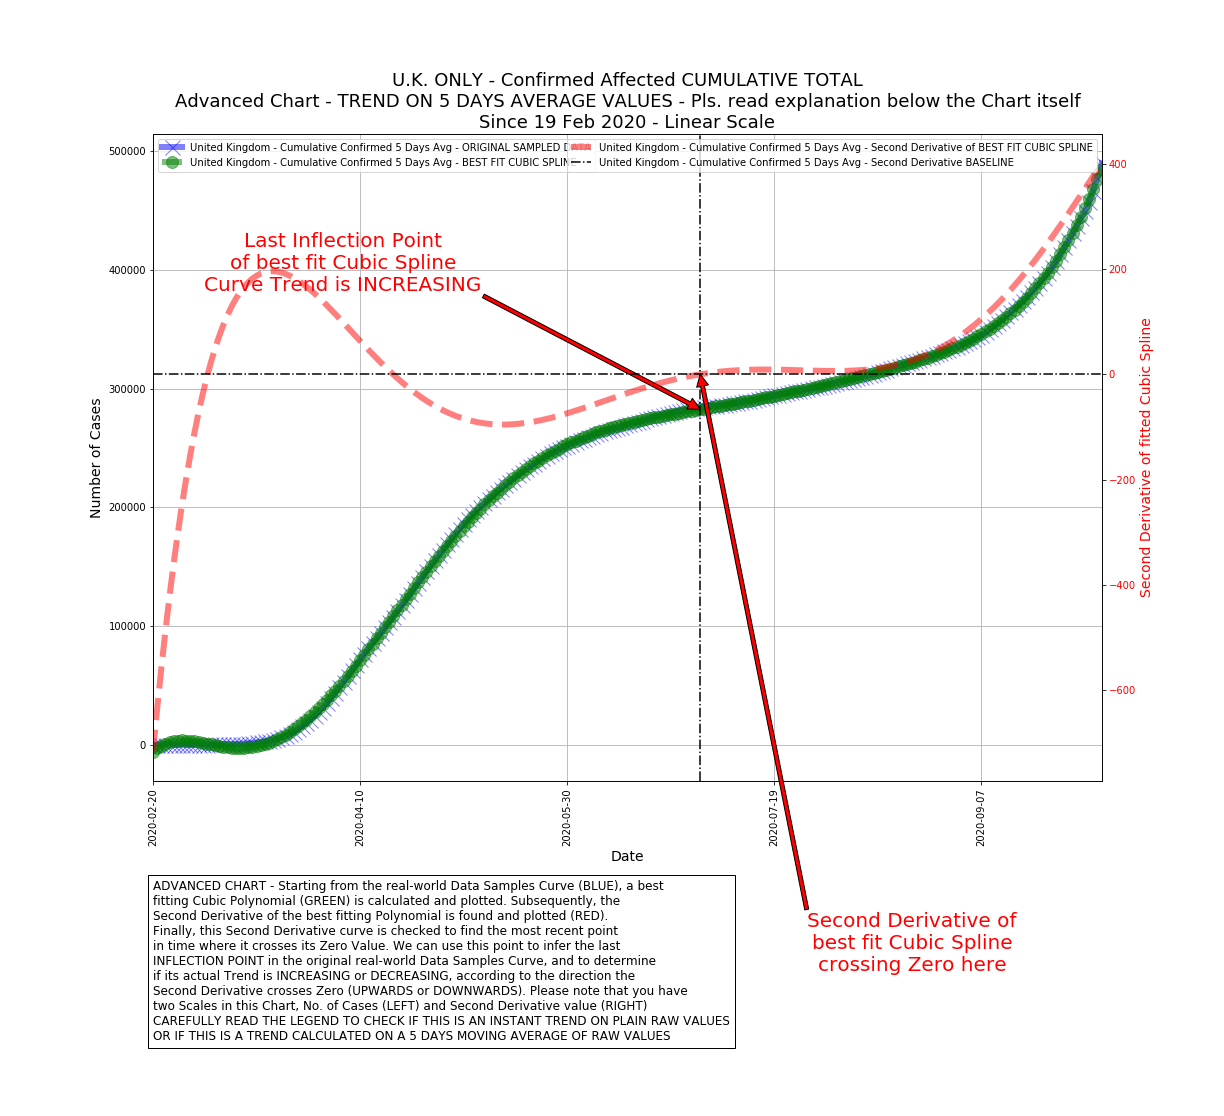 U.K. ONLY - Confirmed Affected CUMULATIVE TOTAL
Advanced Chart - TREND ON 5 DAYS AVERAGE VALUES - Pls. read explanation below the Chart itself
Since 19 Feb 2020 - Linear Scale
United Kingdom - Cumulative Confirmed 5 Days Avg - ORIGINAL SAMPLED
United Kingdom - Cumulative Confirmed 5 Days Avg - BEST FIT CUBIC
United Kingdom - Cumulative Confirmed 5 Days Avg - Second Derivative of BEST FIT CUBIC SPLINE
United Kingdom - Cumulative Confirmed 5 Days Avg - Second Derivative BASELINE
Last Inflection Point
of best fit Cubic Spline
Curve Trend is INCREASING
500000
400000
300000
200000
100000
0
Number of Cases
400
200
0
−200
−400
−600
Second Derivative of fitted Cubic Spline
2020-02-20
2020-04-10
2020-05-30
2020-07-19
2020-09-07
Date
Second Derivative of
best fit Cubic Spline
crossing Zero here
ADVANCED CHART - Starting from the real-world Data Samples Curve (BLUE), a best
fitting Cubic Polynomial (GREEN) is calculated and plotted. Subsequently, the
Second Derivative of the best fitting Polynomial is found and plotted (RED).
Finally, this Second Derivative curve is checked to find the most recent point
in time where it crosses its Zero Value. We can use this point to infer the last
INFLECTION POINT in the original real-world Data Samples Curve, and to determine
if its actual Trend is INCREASING or DECREASING, according to the direction the
Second Derivative crosses Zero (UPWARDS or DOWNWARDS). Please note that you have
two Scales in this Chart, No. of Cases (LEFT) and Second Derivative value (RIGHT)
CAREFULLY READ THE LEGEND TO CHECK IF THIS IS AN INSTANT TREND ON PLAIN RAW VALUES
OR IF THIS IS A TREND CALCULATED ON A 5 DAYS MOVING AVERAGE OF RAW VALUES